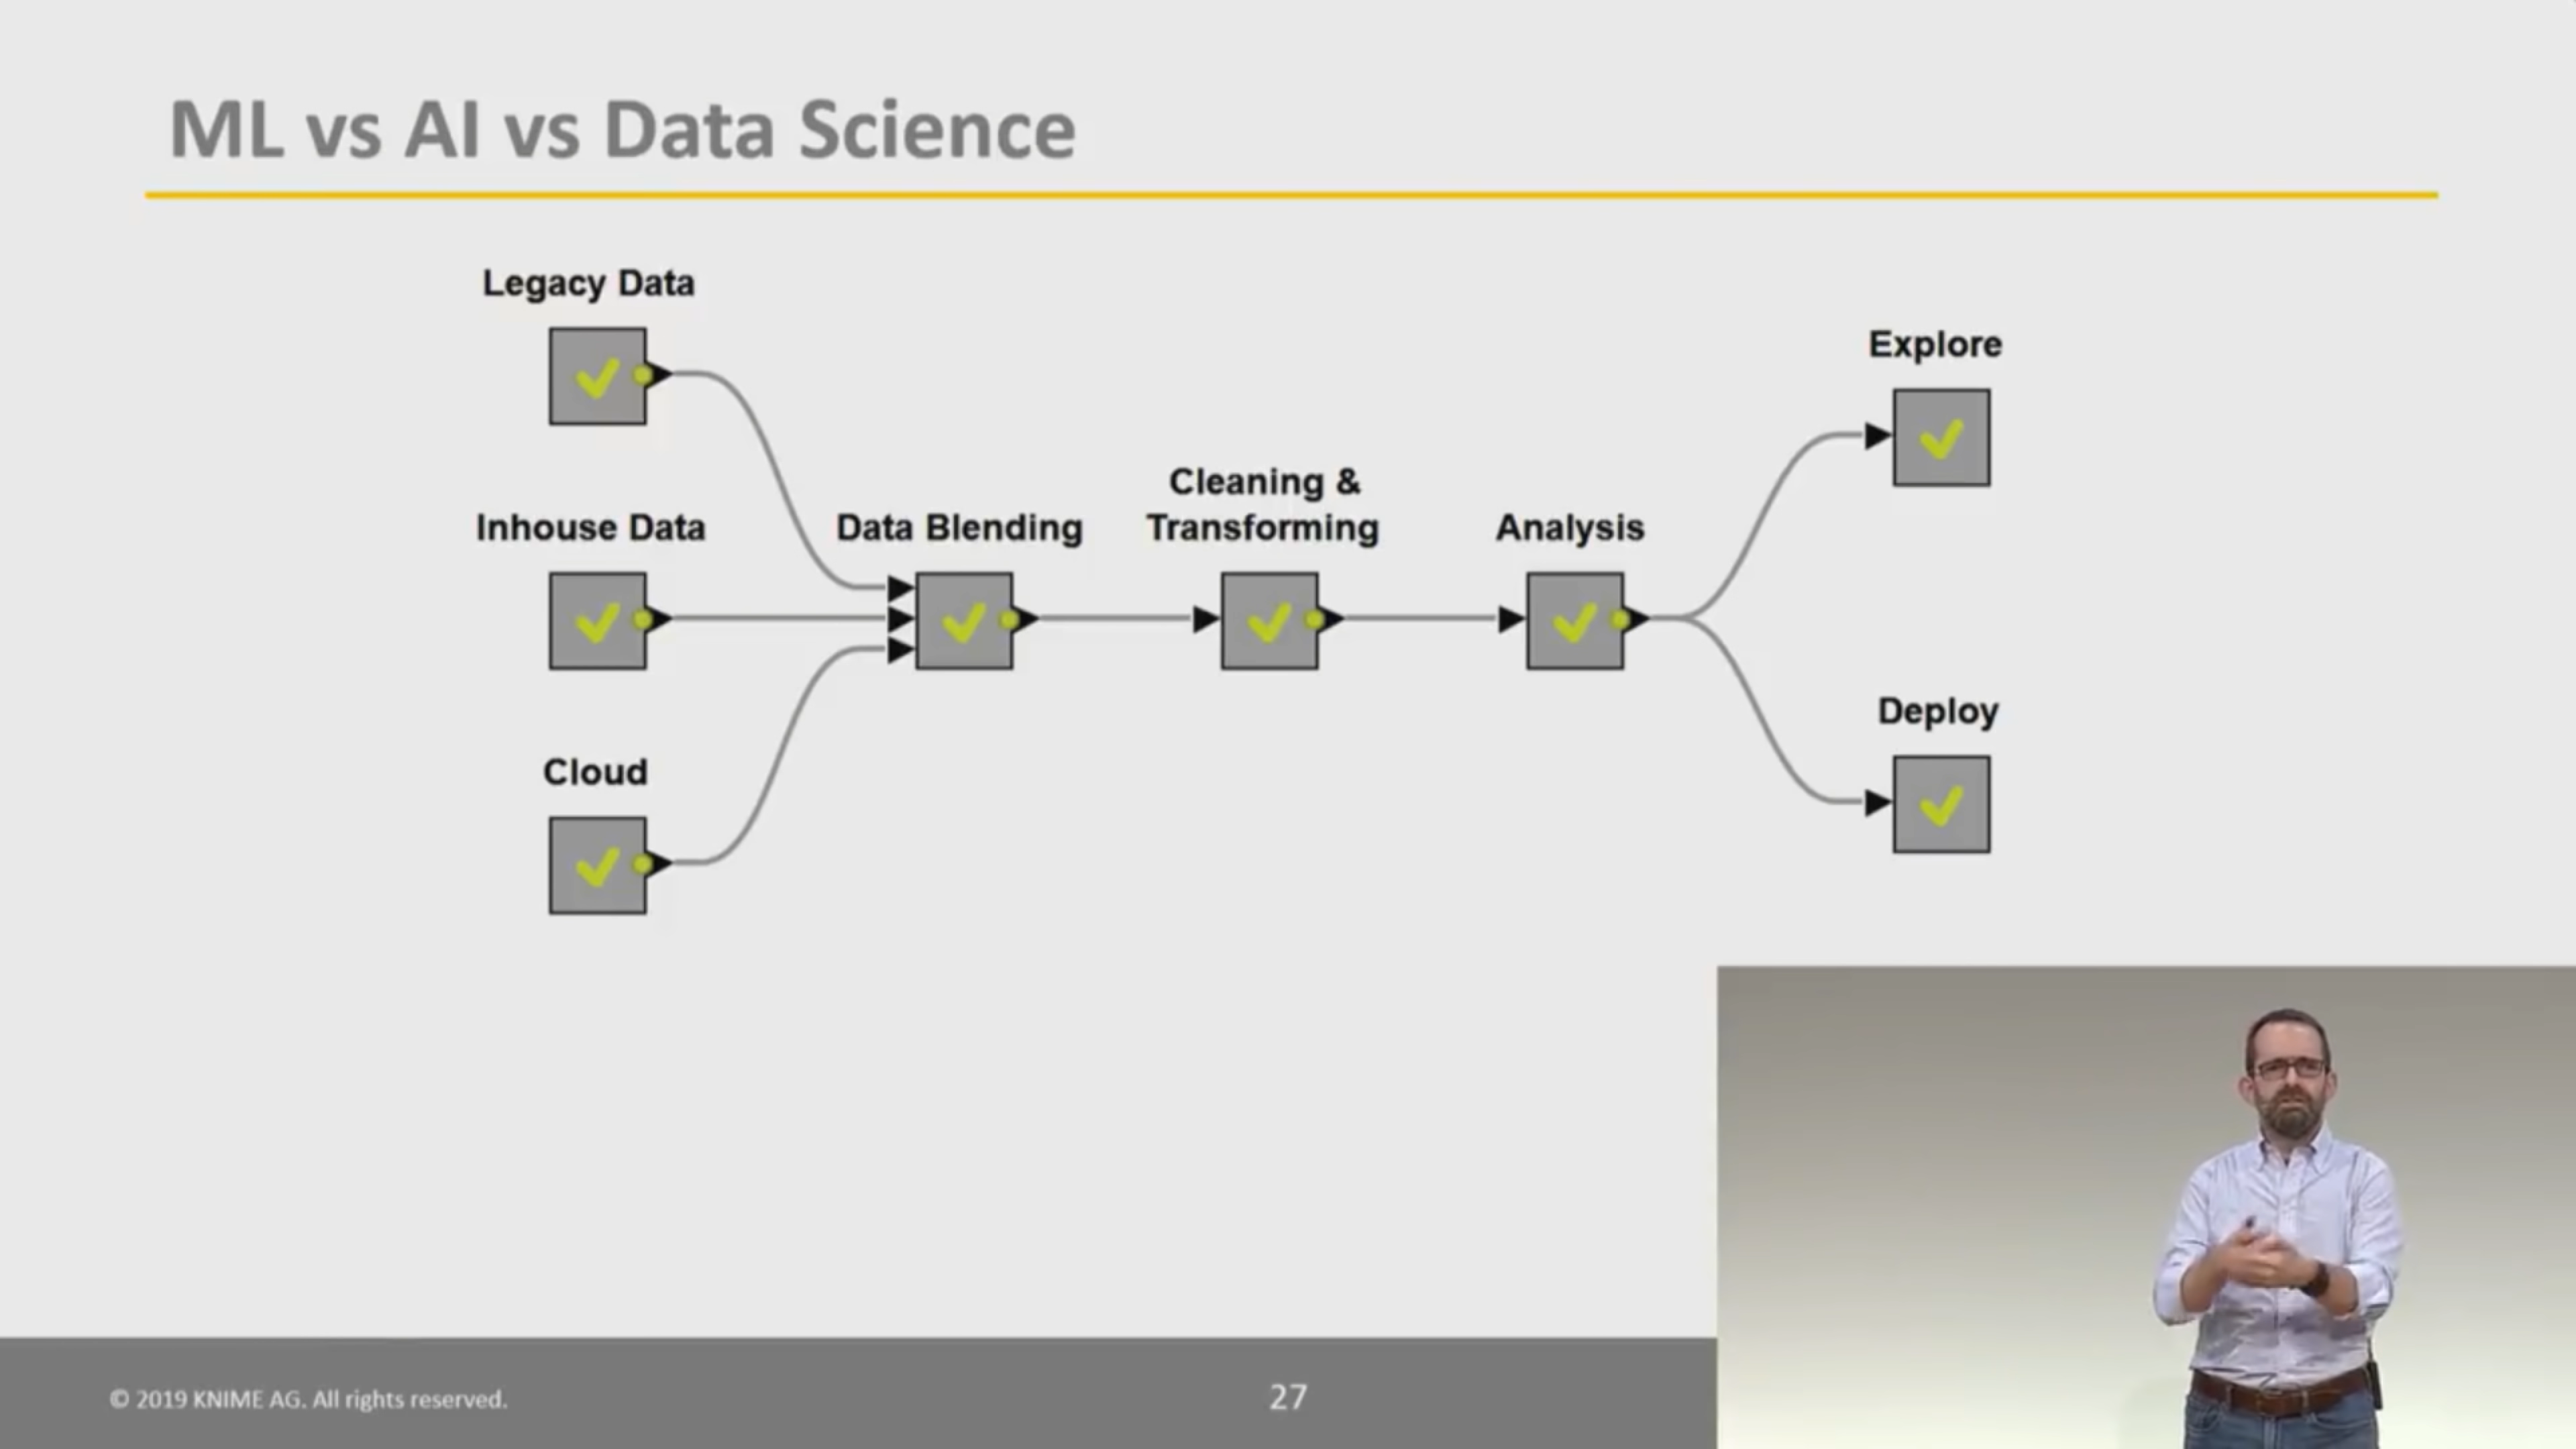 ML vs AI vs Data Science
Legacy Data
Explore
Cleaning &
Inhouse Data
Data Blending
Transforming
Analysis
Deploy
Cloud
© 2019 KNIME AG. All rights reserved.
27